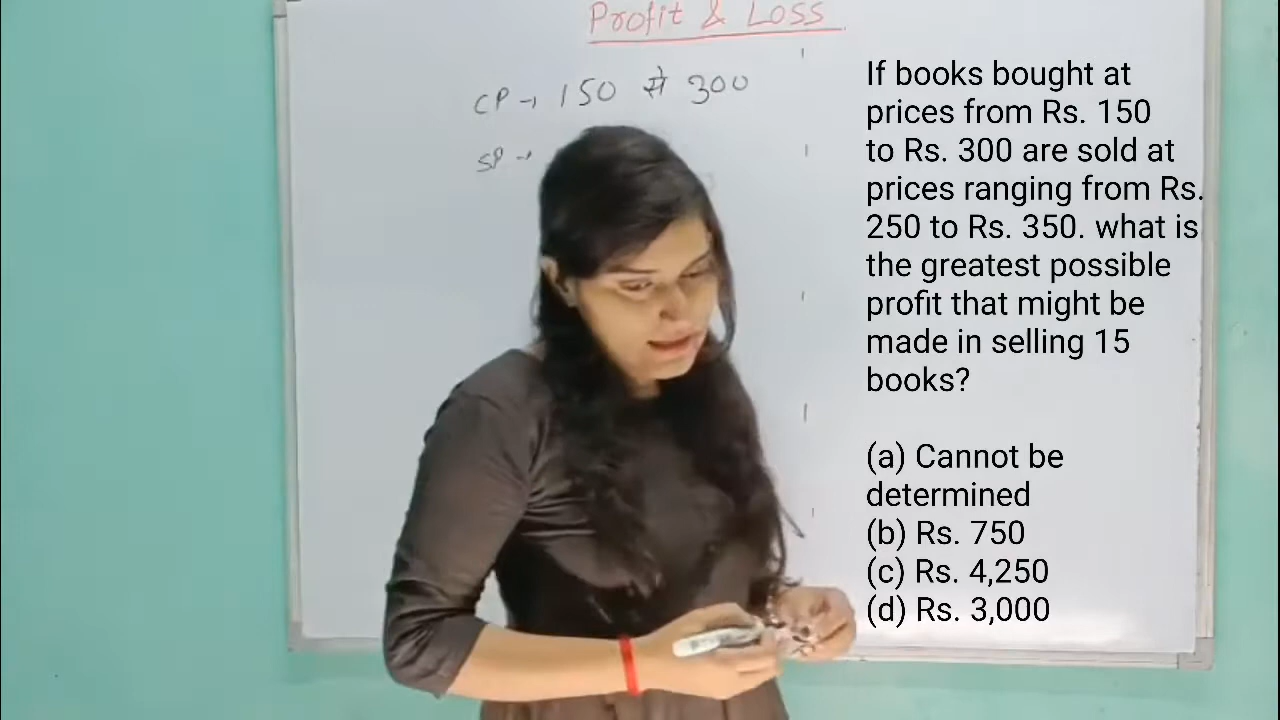 Profit & Loss
CP → 150 से 300
SP →
If books bought at
prices from Rs. 150
to Rs. 300 are sold at
prices ranging from Rs.
250 to Rs. 350. what is
the greatest possible
profit that might be
made in selling 15
books?
(a) Cannot be
determined
(b) Rs. 750
(c) Rs. 4,250
(d) Rs. 3,000